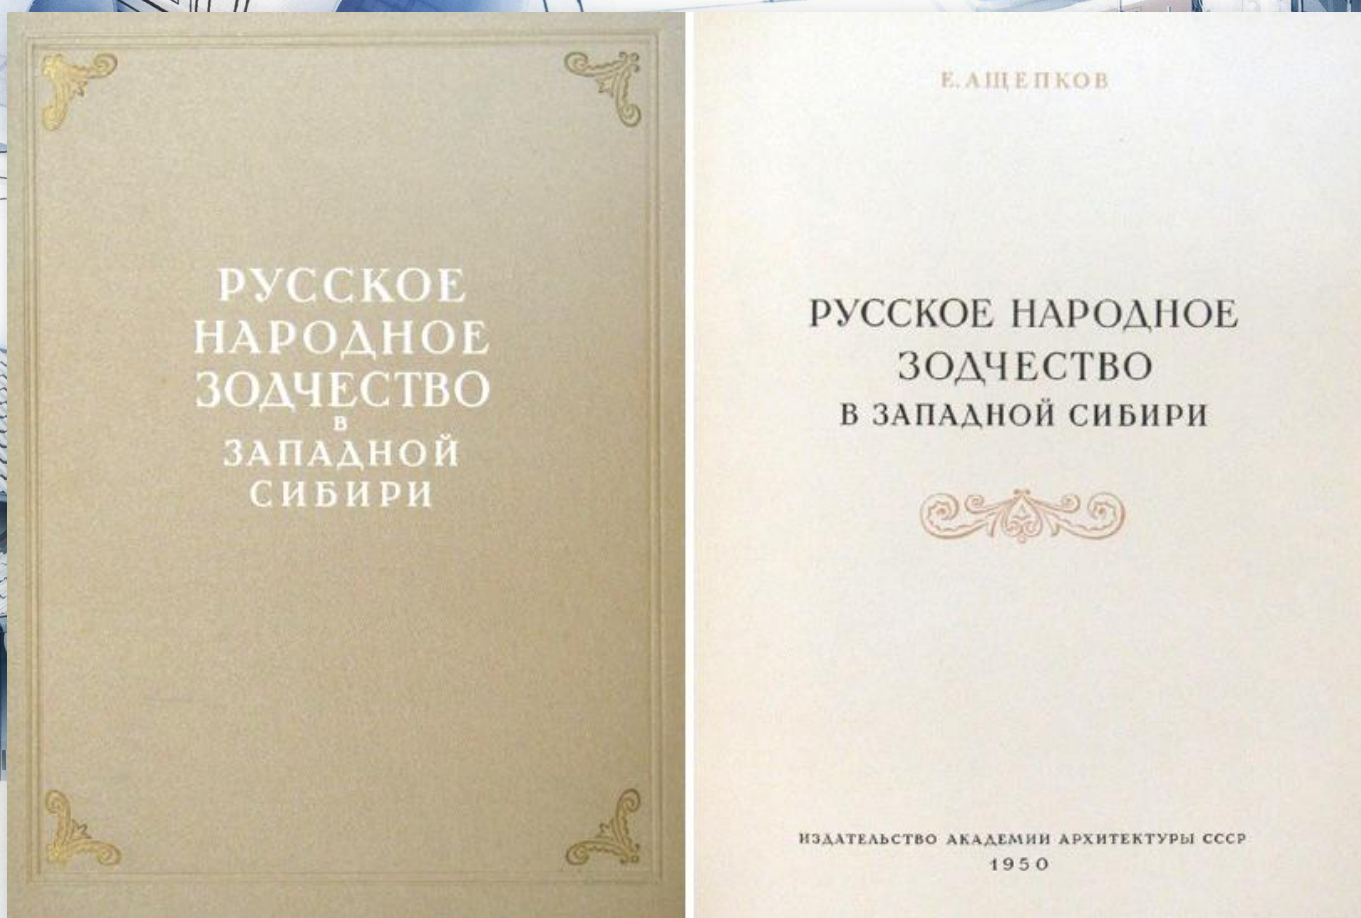 РУССКОЕ
НАРОДНОЕ
ЗОДЧЕСТВО
В
ЗАПАДНОЙ
СИБИРИ
Е. АЩЕПКОВ
РУССКОЕ НАРОДНОЕ
ЗОДЧЕСТВО
В ЗАПАДНОЙ СИБИРИ
ИЗДАТЕЛЬСТВО АКАДЕМИИ АРХИТЕКТУРЫ СССР
1950